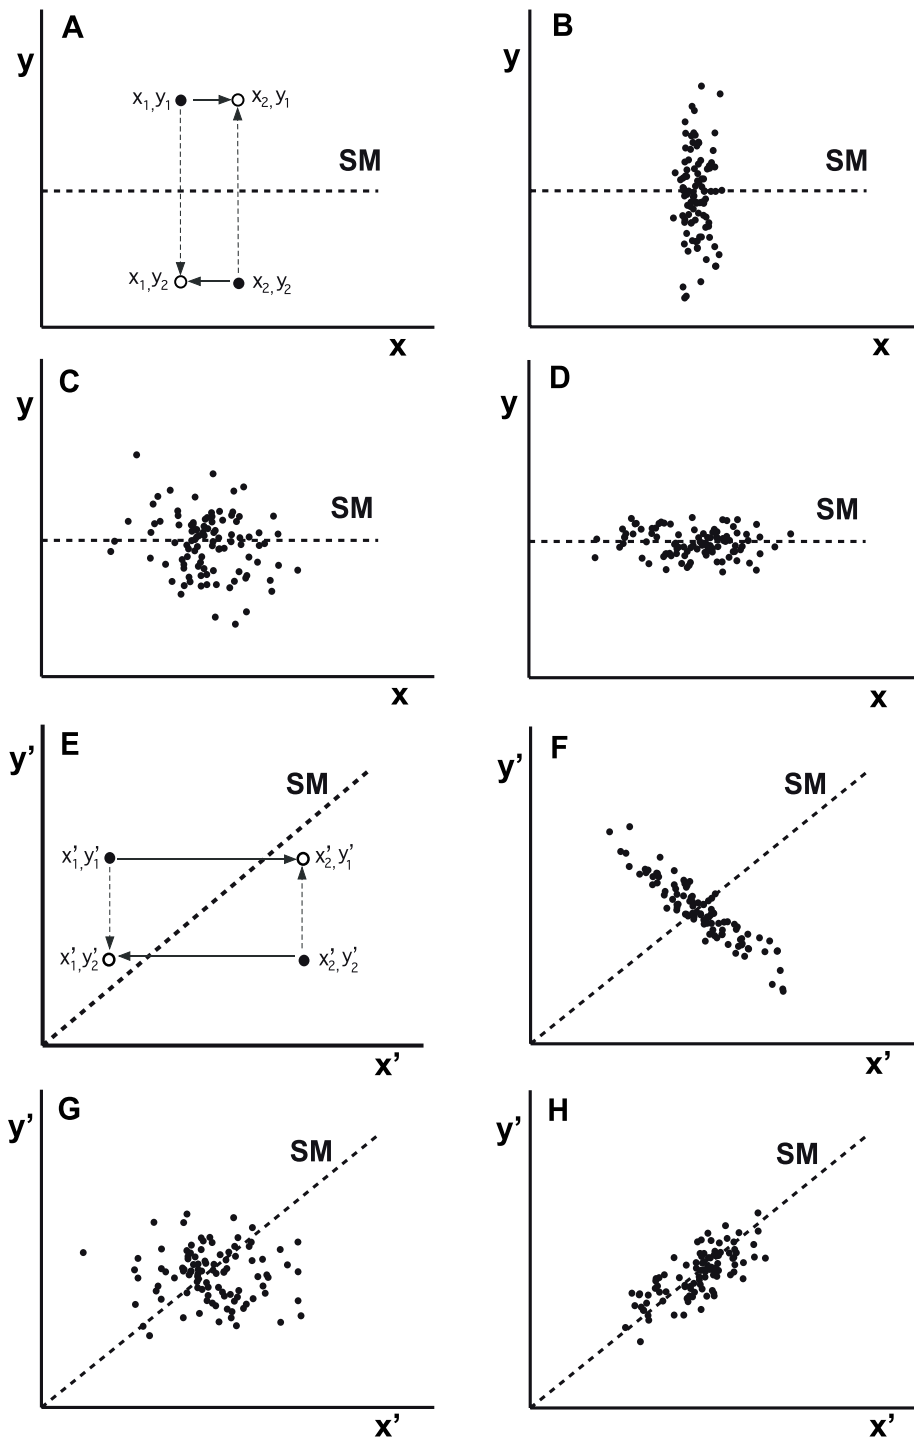 A
y
x₁,y₁
x₂,y₁
SM
x₁,y₂
x₂,y₂
x
B
y
SM
x
C
y
SM
x
D
y
SM
x
E
y'
SM
x'₁,y'₁
x'₂,y'₁
x'₁,y'₂
x'₂,y'₂
x'
F
y'
SM
x'
G
y'
SM
x'
H
y'
SM
x'